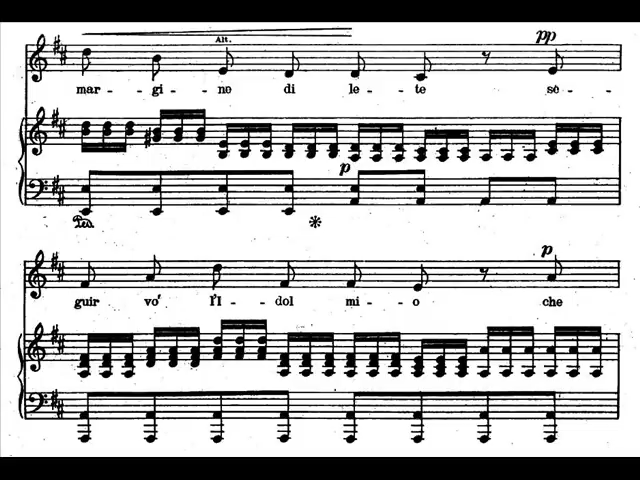 Alt.
pp
mar - gi - ne di le - te se -
p
Ped.
p
guir vo' l'I - dol mi - o che